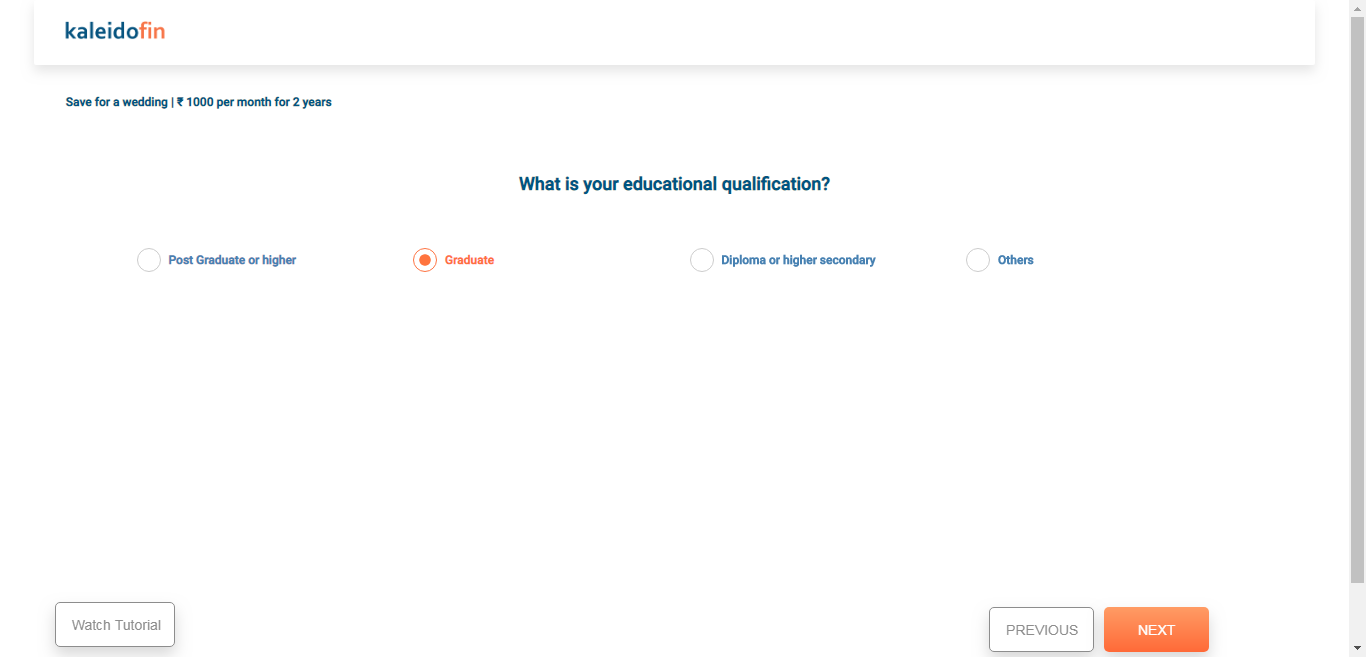 kaleidofin
Save for a wedding | ₹ 1000 per month for 2 years
What is your educational qualification?
Post Graduate or higher
Graduate
Diploma or higher secondary
Others
Watch Tutorial
PREVIOUS
NEXT